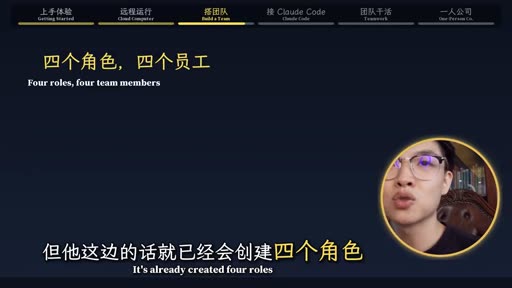 上手体验
Getting Started
远程运行
Cloud Computer
搭团队
Build a Team
接 Claude Code
Claude Code
团队干活
Teamwork
一人公司
One-Person Co.
四个角色，四个员工
Four roles, four team members
但他这边的话就已经会创建四个角色
It's already created four roles